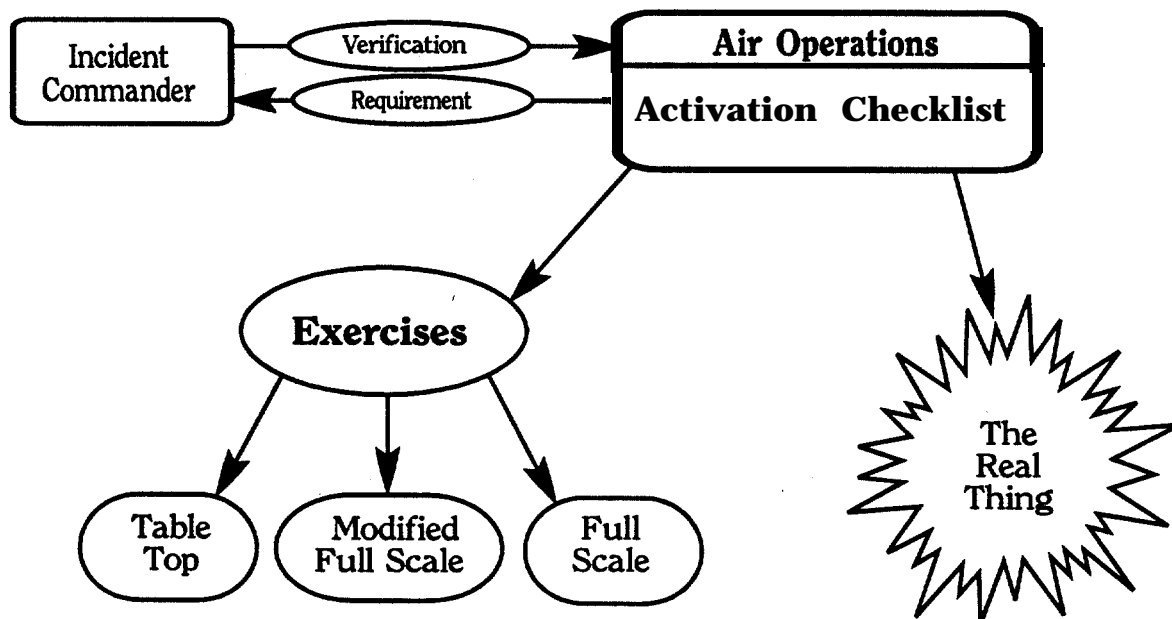 Incident
Commander
Verification
Requirement
Air Operations
Activation Checklist
Exercises
The
Real
Thing
Table
Top
Modified
Full Scale
Full
Scale